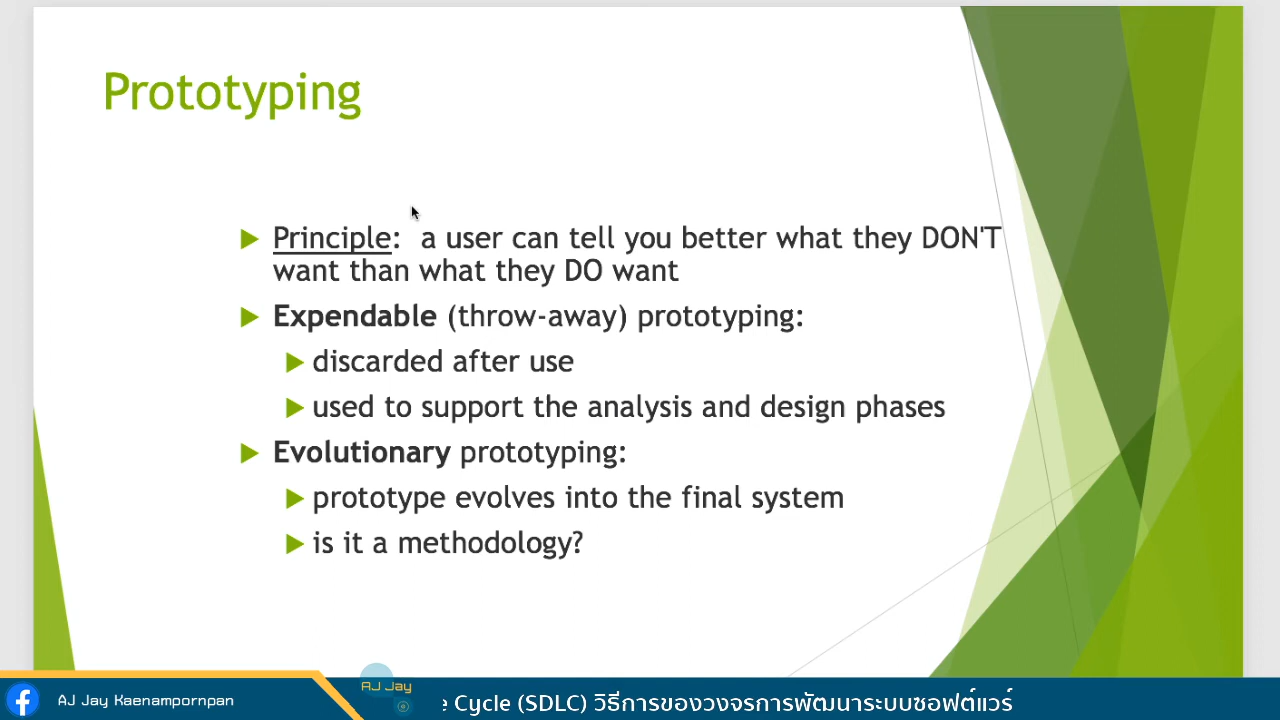 Prototyping
Principle: a user can tell you better what they DON'T
want than what they DO want
Expendable (throw-away) prototyping:
discarded after use
used to support the analysis and design phases
Evolutionary prototyping:
prototype evolves into the final system
is it a methodology?
AJ Jay Kaenampornpan
AJ Jay
Cycle (SDLC) วิธีการของวงจรการพัฒนาระบบซอฟต์แวร์